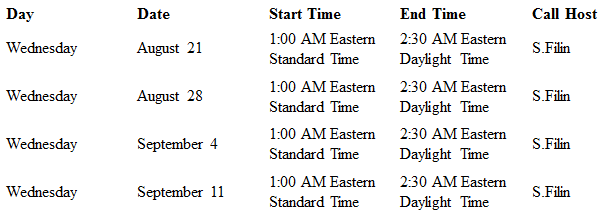 Day Date Start Time End Time Call Host
Wednesday August 21 1:00 AM Eastern Standard Time 2:30 AM Eastern Daylight Time S.Filin
Wednesday August 28 1:00 AM Eastern Standard Time 2:30 AM Eastern Daylight Time S.Filin
Wednesday September 4 1:00 AM Eastern Standard Time 2:30 AM Eastern Daylight Time S.Filin
Wednesday September 11 1:00 AM Eastern Standard Time 2:30 AM Eastern Daylight Time S.Filin